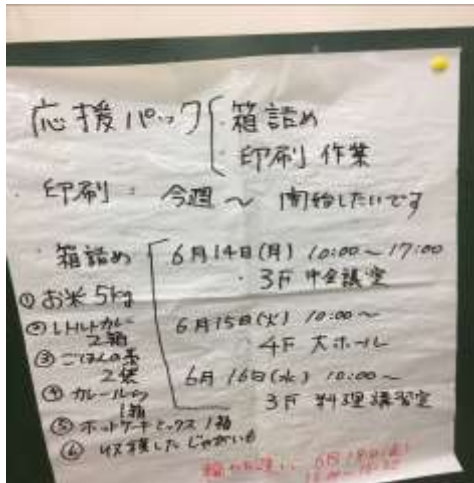 応援パック 箱詰め
・印刷作業
・印刷: 今週～ 開始したいです
・箱詰め
6月14日(月) 10:00～17:00
・3F 中会議室
6月15日(火) 10:00～
4F 大ホール
6月16日(水) 10:00～
3F 料理講習室
①お米5kg
②レトルトカレー
2箱
③ごはんの素
2袋
④カレールウ
1箱
⑤ホットケーキミックス 1箱
⑥収穫したじゃがいも
6月18日